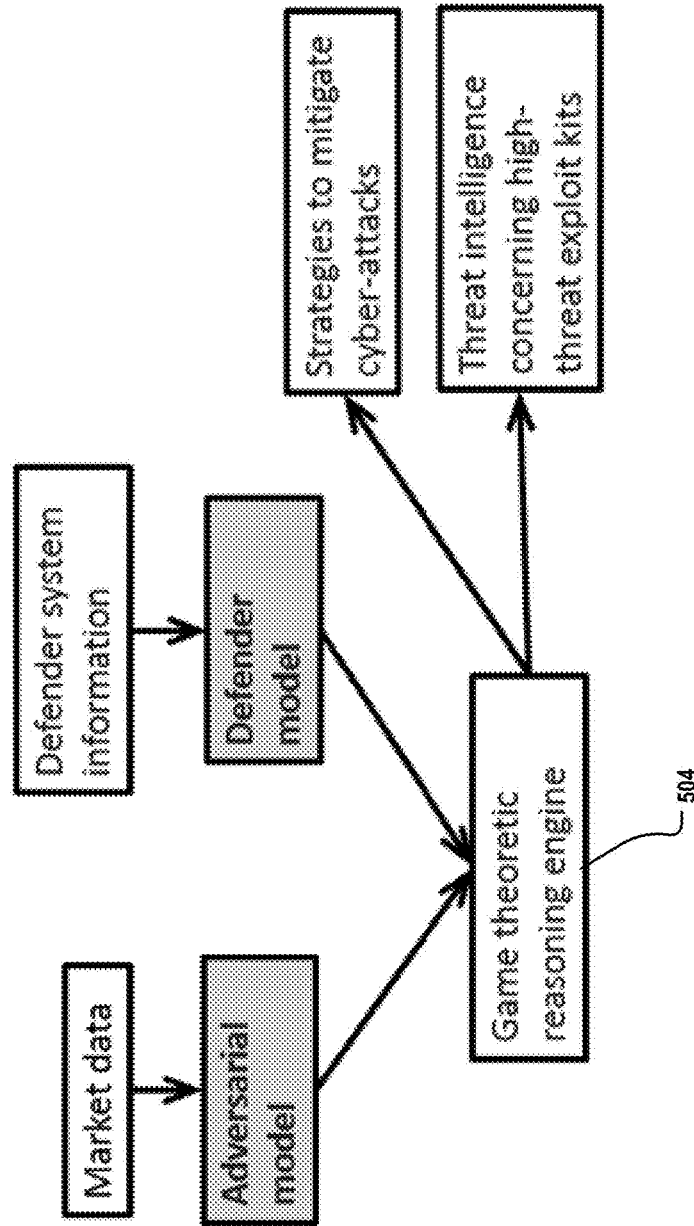 Market data
Defender system
information
Adversarial
model
Defender
model
Game theoretic
reasoning engine
504
Strategies to mitigate
cyber-attacks
Threat intelligence
concerning high-
threat exploit kits